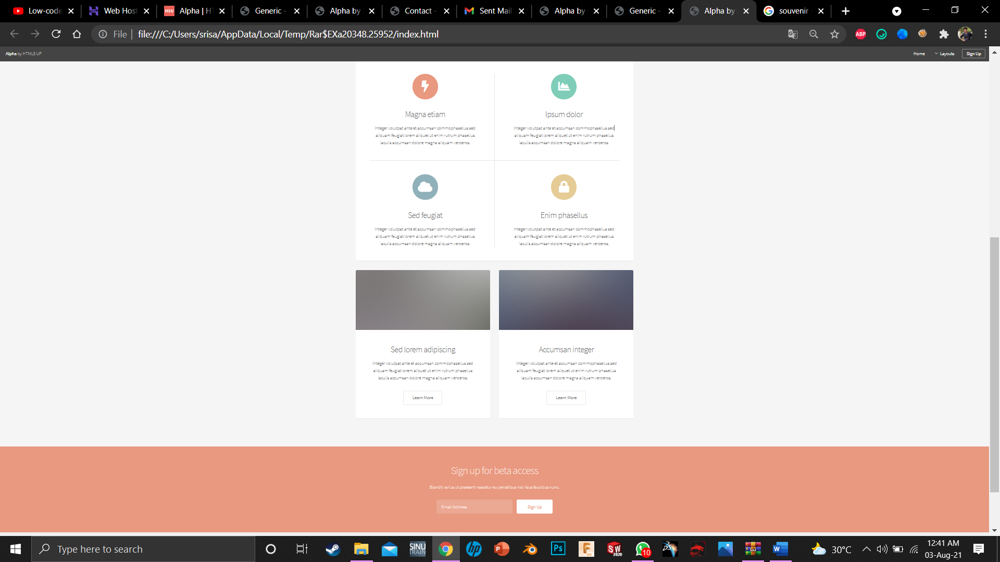 Low-code
Web Host
HSU
Alpha | HT
Generic -
Alpha by
Contact -
Sent Mail
Alpha by
Generic -
Alpha by
souvenir
File
file:///C:/Users/srisa/AppData/Local/Temp/Rar$EXa20348.25952/index.html
ABP
Alpha by HTML5 UP
Home
Layouts
Sign Up
Magna etiam
Integer volutpat ante et accumsan commophasellus sed
aliquam feugiat lorem aliquet ut enim rutrum phasellus
iaculis accumsan dolore magna aliquam veroeros.
Ipsum dolor
Integer volutpat ante et accumsan commophasellus sed
aliquam feugiat lorem aliquet ut enim rutrum phasellus
iaculis accumsan dolore magna aliquam veroeros.
Sed feugiat
Integer volutpat ante et accumsan commophasellus sed
aliquam feugiat lorem aliquet ut enim rutrum phasellus
iaculis accumsan dolore magna aliquam veroeros.
Enim phasellus
Integer volutpat ante et accumsan commophasellus sed
aliquam feugiat lorem aliquet ut enim rutrum phasellus
iaculis accumsan dolore magna aliquam veroeros.
Sed lorem adipiscing
Integer volutpat ante et accumsan commophasellus sed
aliquam feugiat lorem aliquet ut enim rutrum phasellus
iaculis accumsan dolore magna aliquam veroeros.
Learn More
Accumsan integer
Integer volutpat ante et accumsan commophasellus sed
aliquam feugiat lorem aliquet ut enim rutrum phasellus
iaculis accumsan dolore magna aliquam veroeros.
Learn More
Sign up for beta access
Blandit varius ut praesent nascetur eu penatibus nisi risus faucibus nunc.
Email Address
Sign Up
Type here to search
SINU
TRAIN
hp
P
Ps
F
SW
2020
10
W
30°C
12:41 AM
03-Aug-21